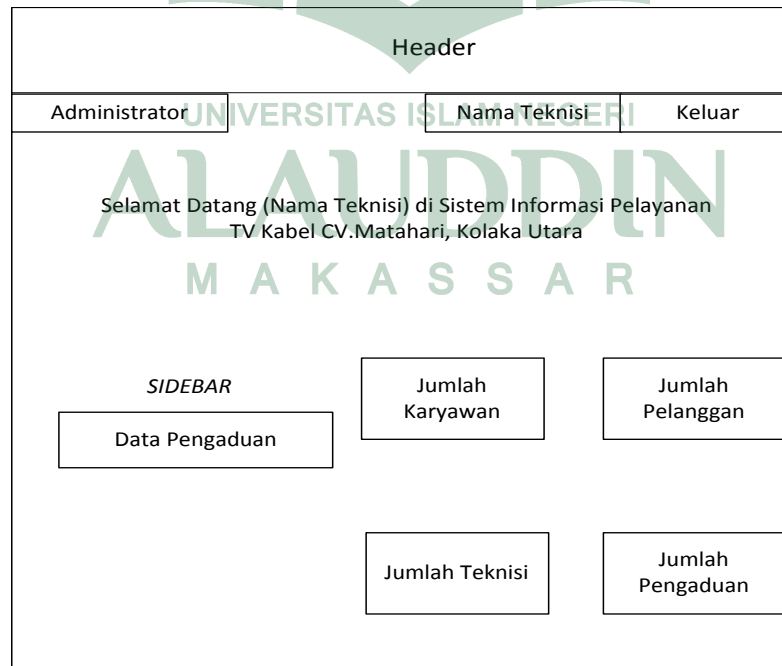 Header
Administrator
Nama Teknisi
Keluar
UNIVERSITAS ISLAM NEGERI
ALAUDDIN
MAKASSAR
Selamat Datang (Nama Teknisi) di Sistem Informasi Pelayanan
TV Kabel CV.Matahari, Kolaka Utara
SIDEBAR
Data Pengaduan
Jumlah
Karyawan
Jumlah
Pelanggan
Jumlah Teknisi
Jumlah
Pengaduan